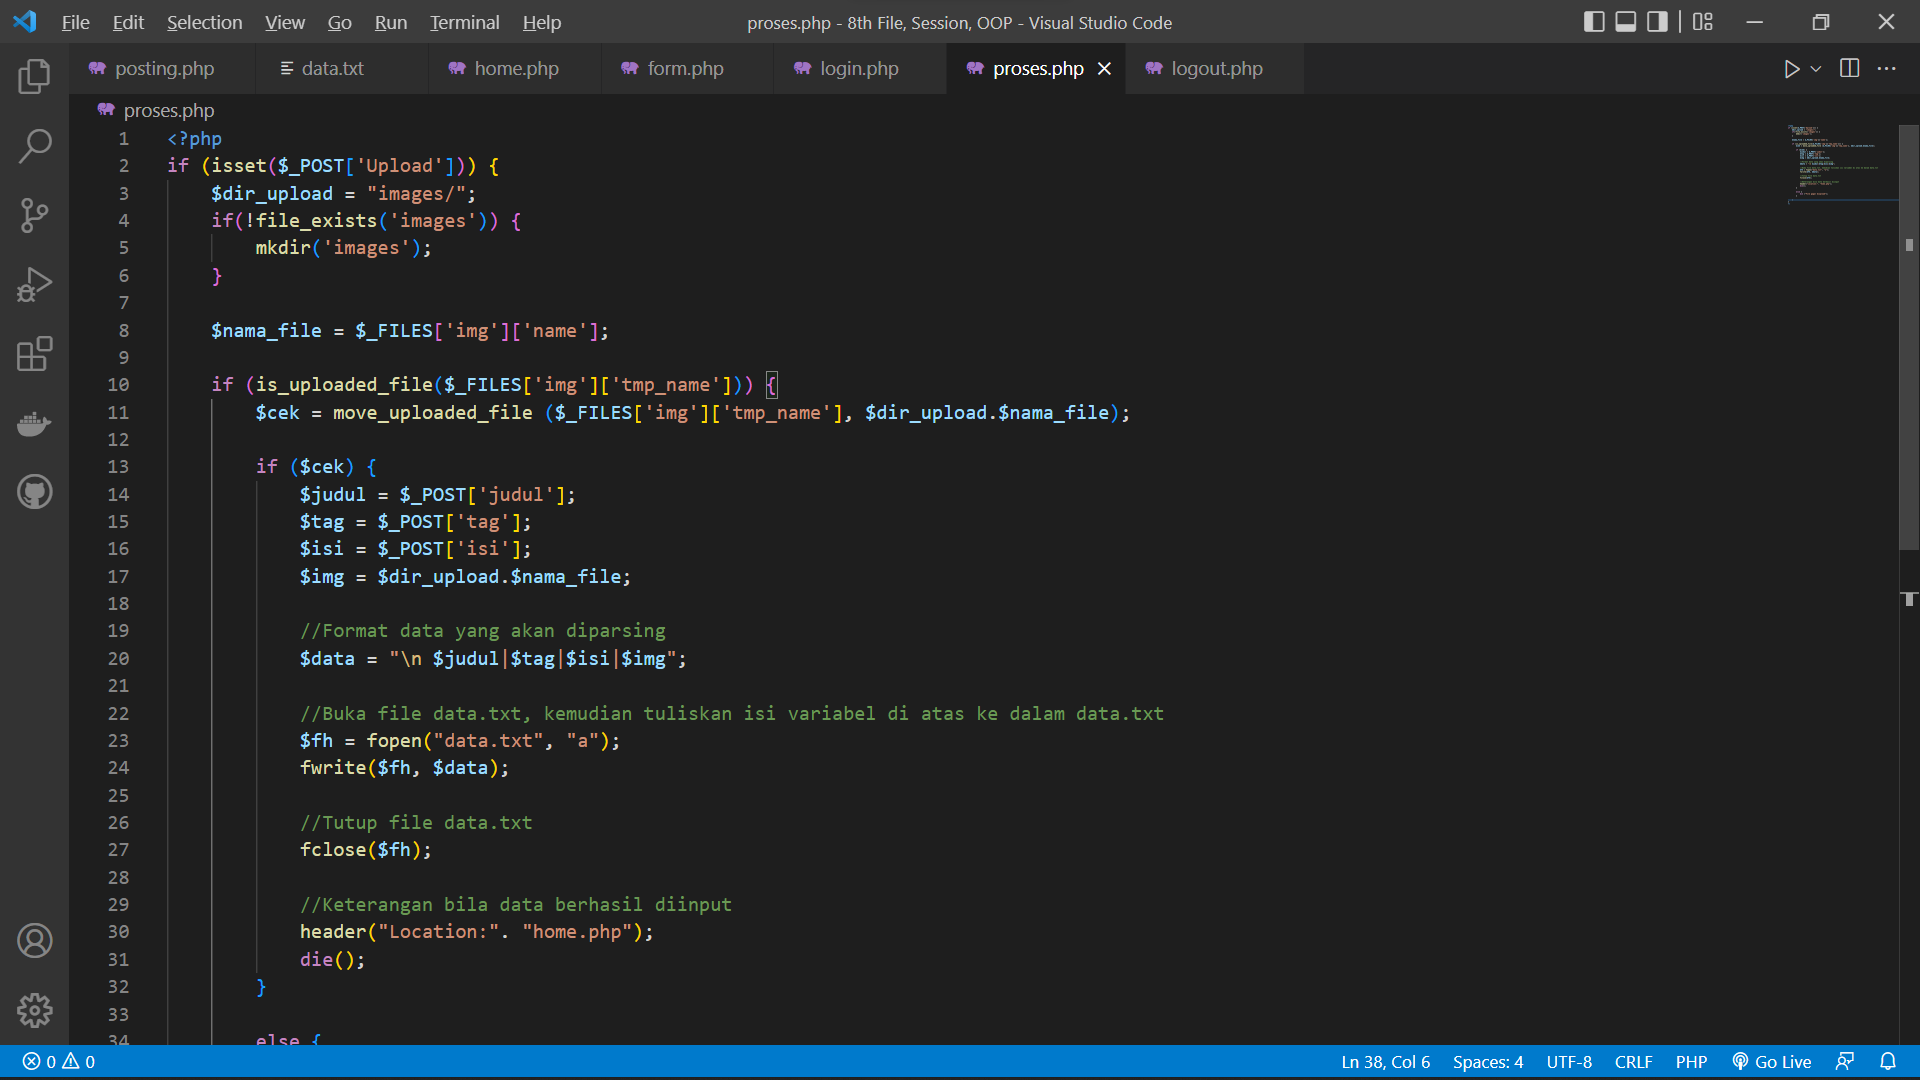 File Edit Selection View Go Run Terminal Help proses.php - 8th File, Session, OOP - Visual Studio Code
posting.php data.txt home.php form.php login.php proses.php logout.php
proses.php
1 <?php
2 if (isset($_POST['Upload'])) {
3 $dir_upload = "images/";
4 if(!file_exists('images')) {
5 mkdir('images');
6 }
7
8 $nama_file = $_FILES['img']['name'];
9
10 if (is_uploaded_file($_FILES['img']['tmp_name'])) {
11 $cek = move_uploaded_file ($_FILES['img']['tmp_name'], $dir_upload.$nama_file);
12
13 if ($cek) {
14 $judul = $_POST['judul'];
15 $tag = $_POST['tag'];
16 $isi = $_POST['isi'];
17 $img = $dir_upload.$nama_file;
18
19 //Format data yang akan diparsing
20 $data = "\n $judul|$tag|$isi|$img";
21
22 //Buka file data.txt, kemudian tuliskan isi variabel di atas ke dalam data.txt
23 $fh = fopen("data.txt", "a");
24 fwrite($fh, $data);
25
26 //Tutup file data.txt
27 fclose($fh);
28
29 //Keterangan bila data berhasil diinput
30 header("Location:". "home.php");
31 die();
32 }
33
34 else {
0 0 Ln 38, Col 6 Spaces: 4 UTF-8 CRLF PHP Go Live